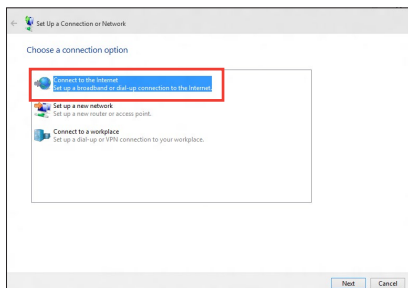 Set Up a Connection or Network
Choose a connection option
Connect to the Internet
Set up a broadband or dial-up connection to the Internet.
Set up a new network
Set up a new router or access point.
Connect to a workplace
Set up a dial-up or VPN connection to your workplace.
Next Cancel